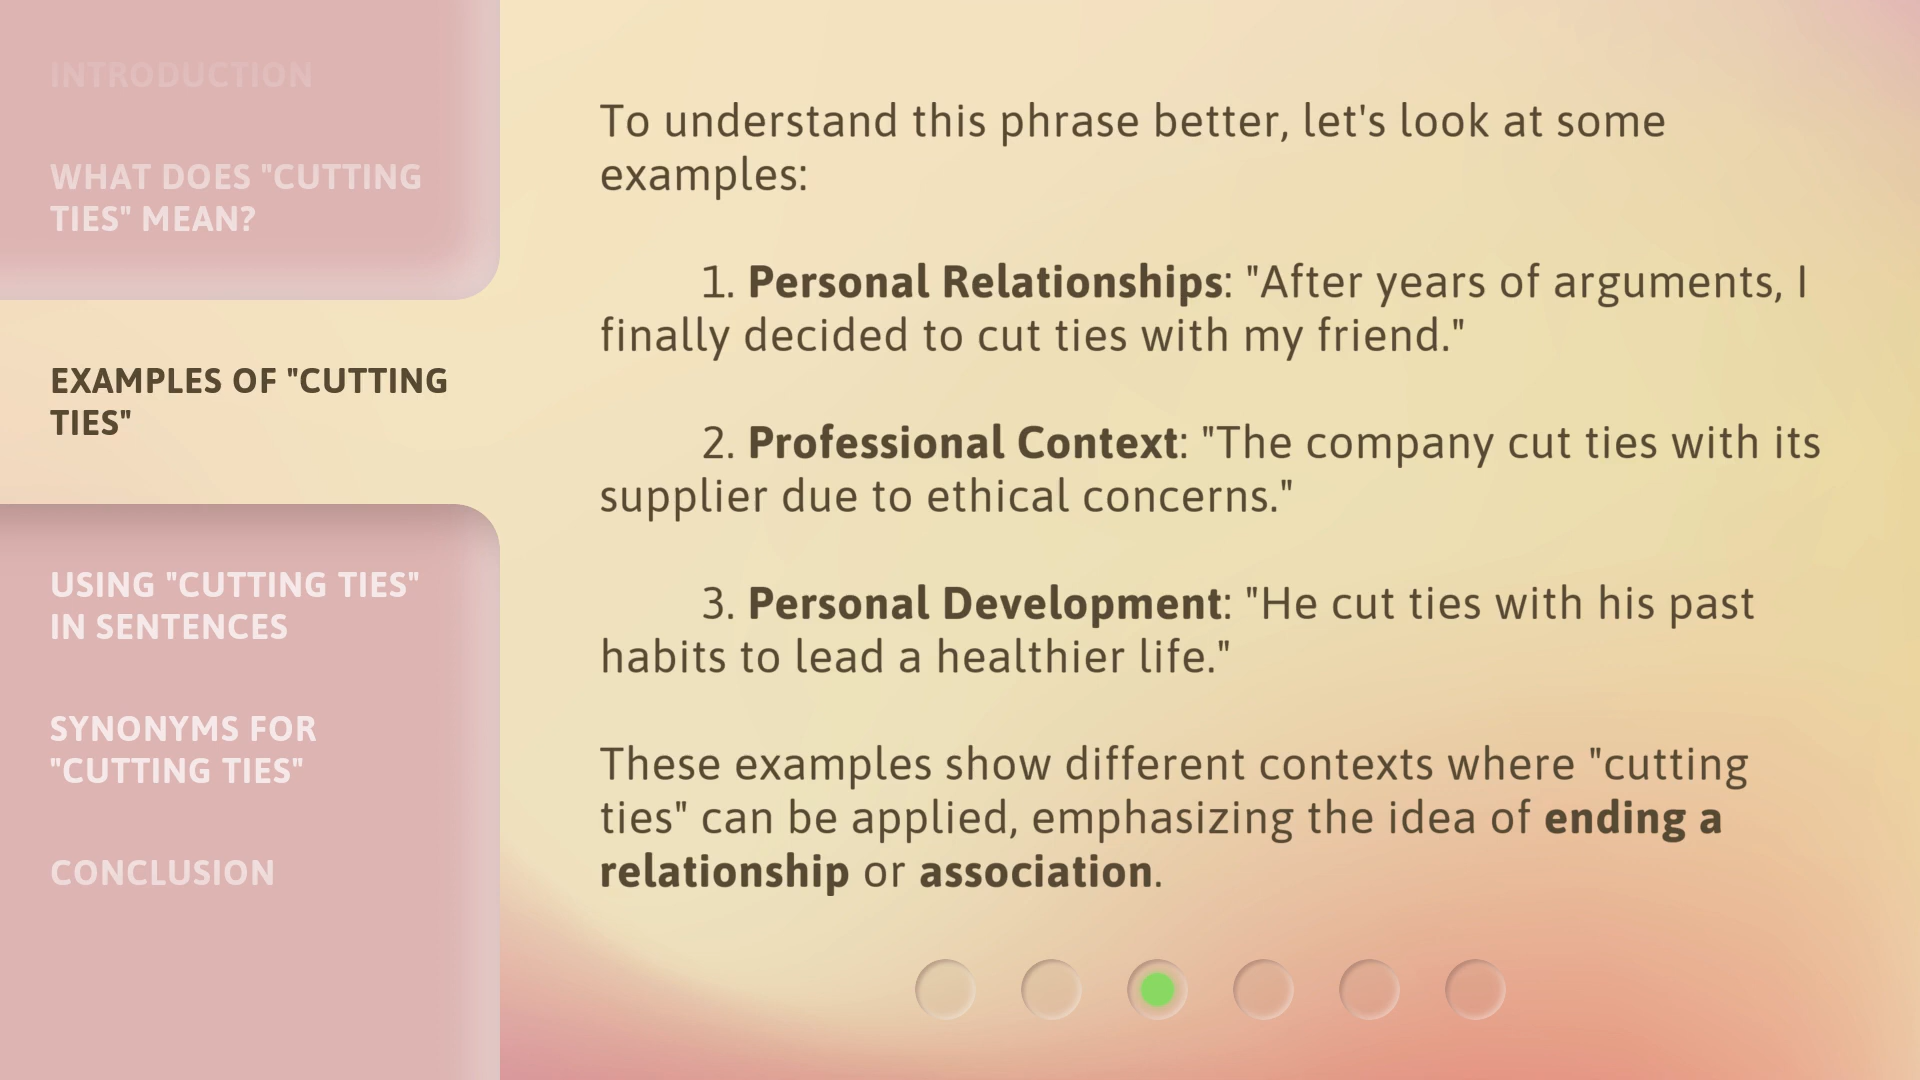 INTRODUCTION
WHAT DOES "CUTTING
TIES" MEAN?
EXAMPLES OF "CUTTING
TIES"
USING "CUTTING TIES"
IN SENTENCES
SYNONYMS FOR
"CUTTING TIES"
CONCLUSION
To understand this phrase better, let's look at some
examples:
1. Personal Relationships: "After years of arguments, I
finally decided to cut ties with my friend."
2. Professional Context: "The company cut ties with its
supplier due to ethical concerns."
3. Personal Development: "He cut ties with his past
habits to lead a healthier life."
These examples show different contexts where "cutting
ties" can be applied, emphasizing the idea of ending a
relationship or association.